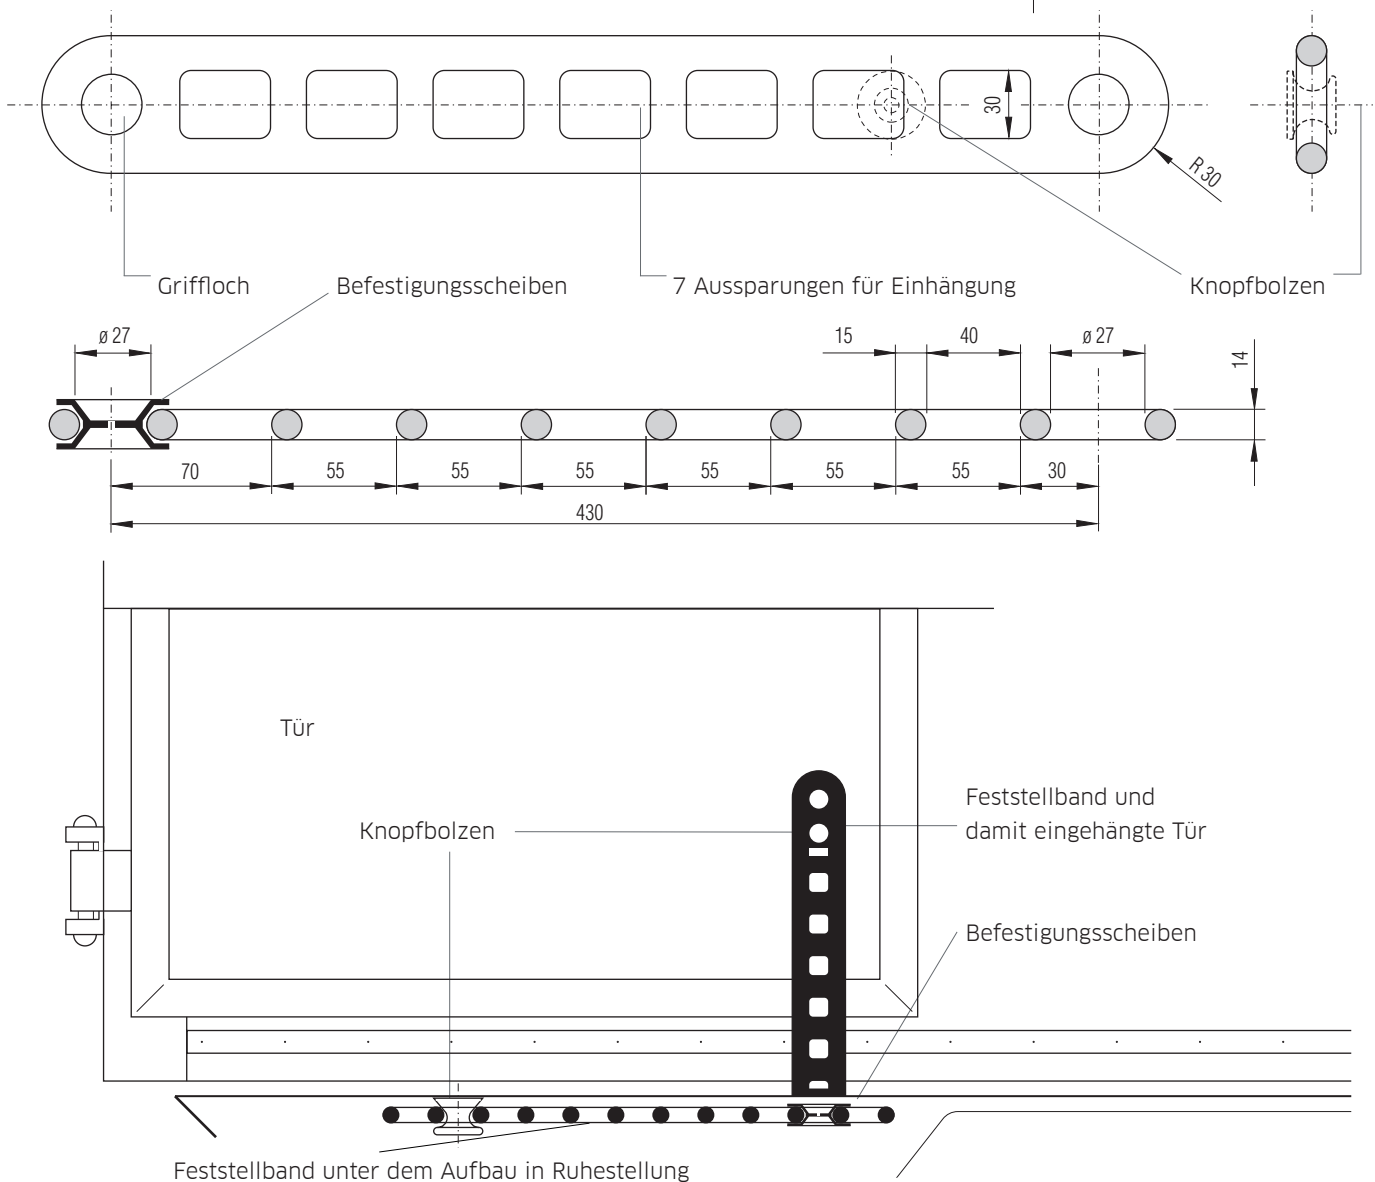 30
R 30
Griffloch
Befestigungsscheiben
7 Aussparungen für Einhängung
Knopfbolzen
ø 27
15
40
ø 27
14
70
55
55
55
55
55
55
30
430
Tür
Knopfbolzen
Feststellband und
damit eingehängte Tür
Befestigungsscheiben
Feststellband unter dem Aufbau in Ruhestellung